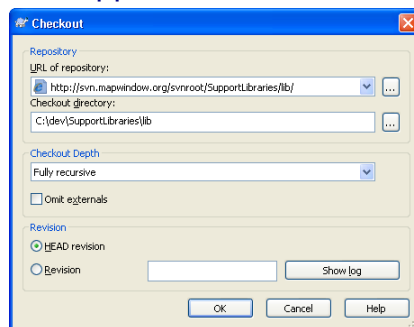 Checkout
Repository
URL of repository:
http://svn.mapwindow.org/svnroot/SupportLibraries/lib/
...
Checkout directory:
C:\dev\SupportLibraries\lib
...
Checkout Depth
Fully recursive
Omit externals
Revision
HEAD revision
Revision
Show log
OK
Cancel
Help